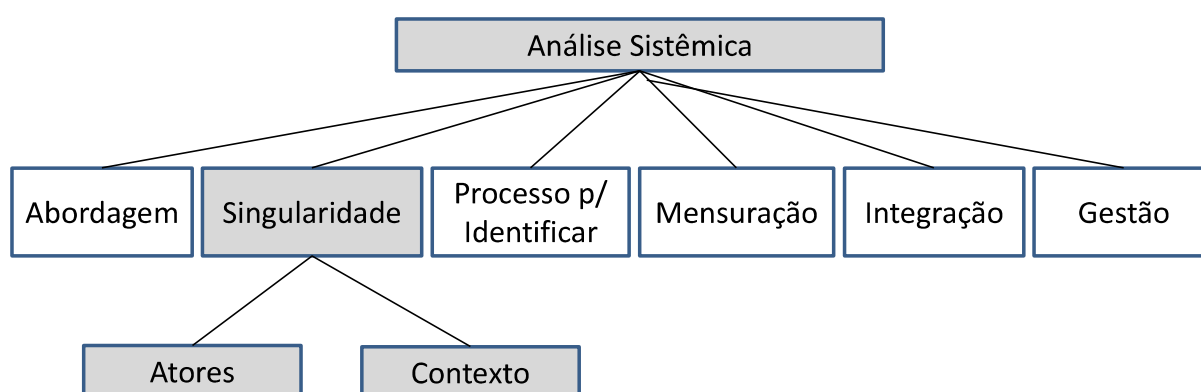 Análise Sistêmica
Abordagem
Singularidade
Processo p/
Identificar
Mensuração
Integração
Gestão
Atores
Contexto